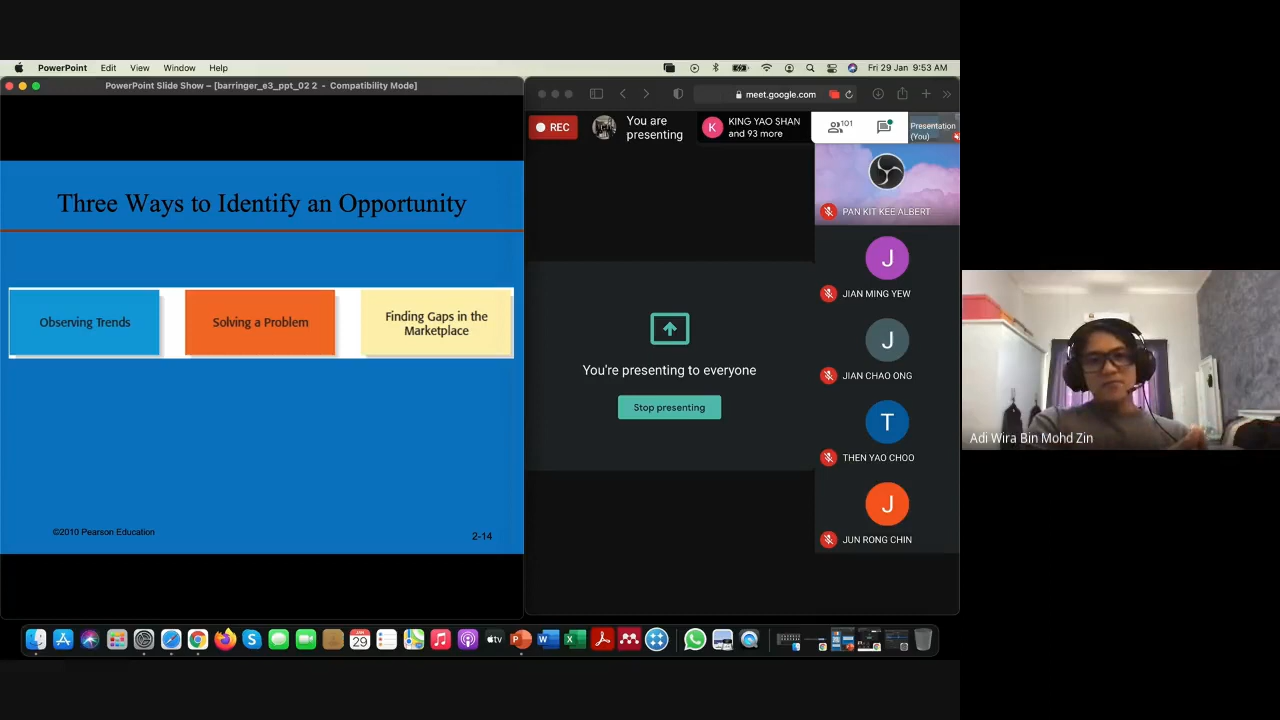 PowerPoint Edit View Window Help
Fri 29 Jan 9:53 AM
PowerPoint Slide Show – [barringer_e3_ppt_02 2 - Compatibility Mode]
Three Ways to Identify an Opportunity
Observing Trends
Solving a Problem
Finding Gaps in the
Marketplace
©2010 Pearson Education
2-14
meet.google.com
REC
You are
presenting
K
KING YAO SHAN
and 93 more
101
Presentation
(You)
You're presenting to everyone
Stop presenting
PAN KIT KEE ALBERT
J
JIAN MING YEW
J
JIAN CHAO ONG
T
THEN YAO CHOO
J
JUN RONG CHIN
Adi Wira Bin Mohd Zin
JAN
29
tv